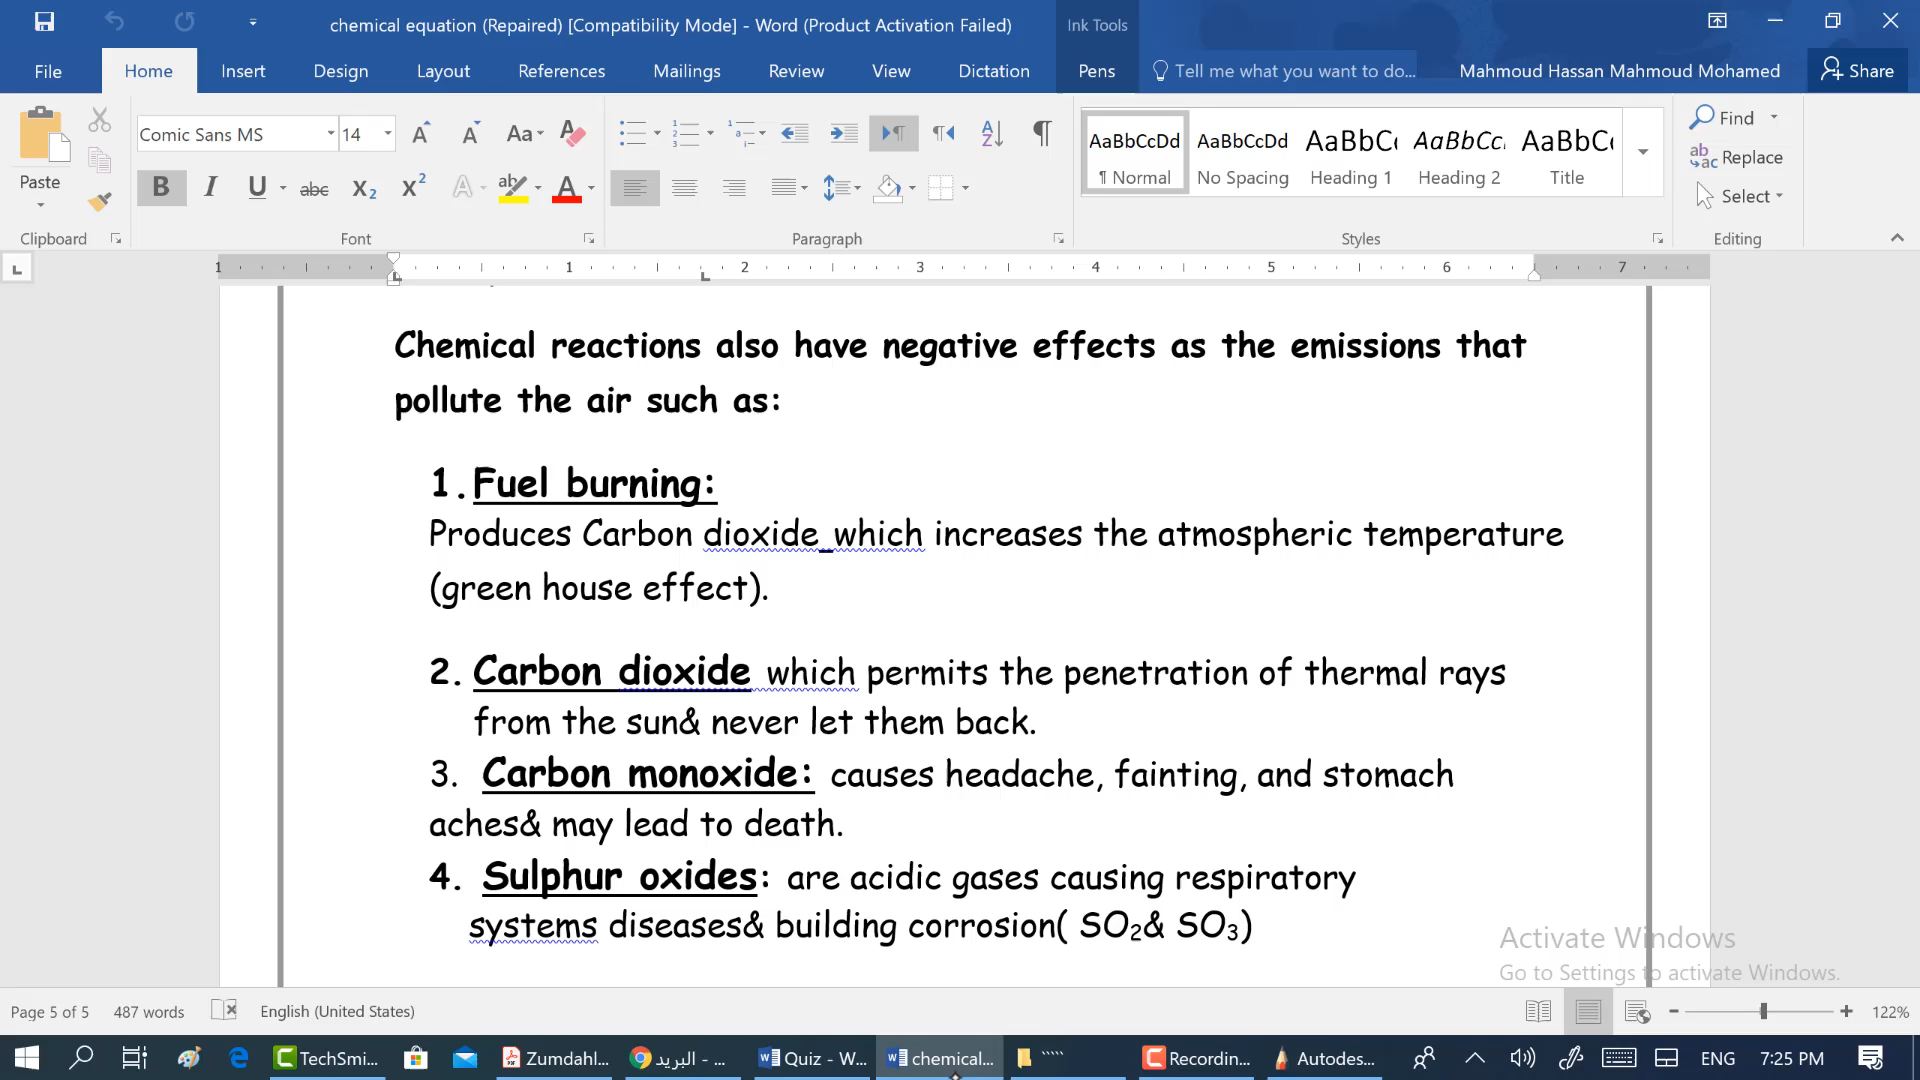 chemical equation (Repaired) [Compatibility Mode] - Word (Product Activation Failed)
Ink Tools
File Home Insert Design Layout References Mailings Review View Dictation Pens Tell me what you want to do... Mahmoud Hassan Mahmoud Mohamed Share
Paste
Clipboard
Comic Sans MS 14
Font
Paragraph
AaBbCcDd AaBbCcDd AaBbC AaBbCc AaBbC
¶ Normal No Spacing Heading 1 Heading 2 Title
Styles
Find
Replace
Select
Editing
1 1 2 3 4 5 6 7
Chemical reactions also have negative effects as the emissions that
pollute the air such as:
1. Fuel burning:
Produces Carbon dioxide which increases the atmospheric temperature
(green house effect).
2. Carbon dioxide which permits the penetration of thermal rays
from the sun& never let them back.
3. Carbon monoxide: causes headache, fainting, and stomach
aches& may lead to death.
4. Sulphur oxides: are acidic gases causing respiratory
systems diseases& building corrosion( SO₂& SO₃)
Activate Windows
Go to Settings to activate Windows.
Page 5 of 5 487 words English (United States) 122%
TechSmi... Zumdahl... البريد - ... Quiz - W... chemical... ````` Recordin... Autodes... ENG 7:25 PM